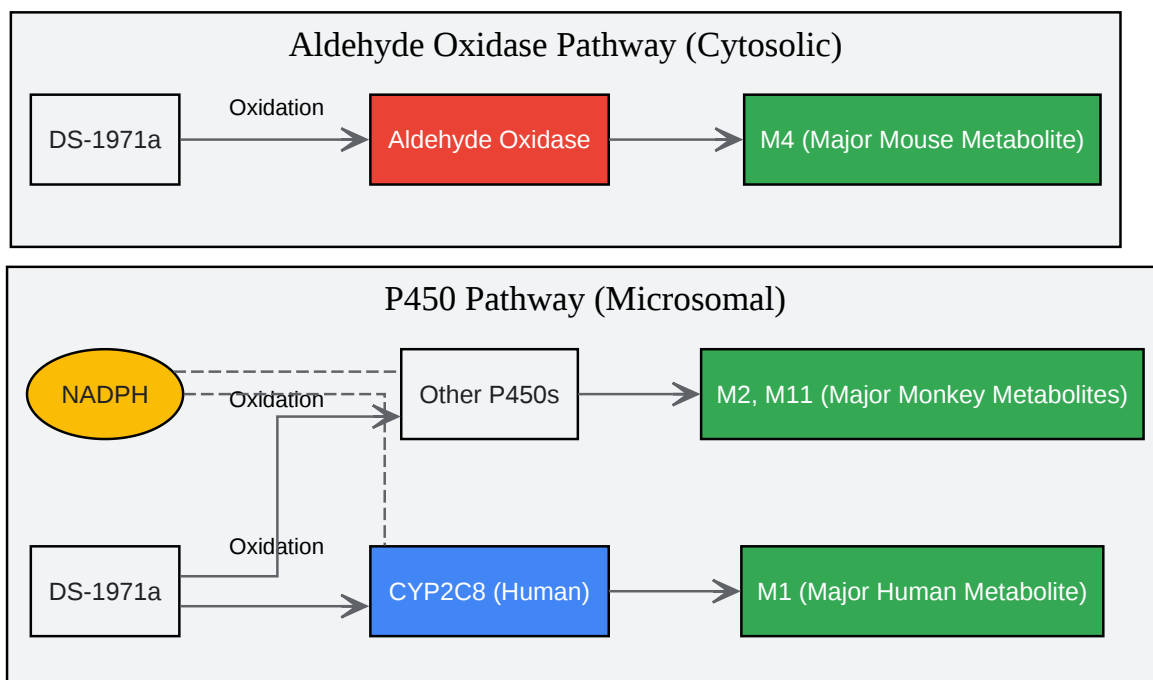 Aldehyde Oxidase Pathway (Cytosolic)
DS-1971a
Oxidation
Aldehyde Oxidase
M4 (Major Mouse Metabolite)
P450 Pathway (Microsomal)
NADPH
Oxidation
Other P450s
M2, M11 (Major Monkey Metabolites)
DS-1971a
Oxidation
CYP2C8 (Human)
M1 (Major Human Metabolite)